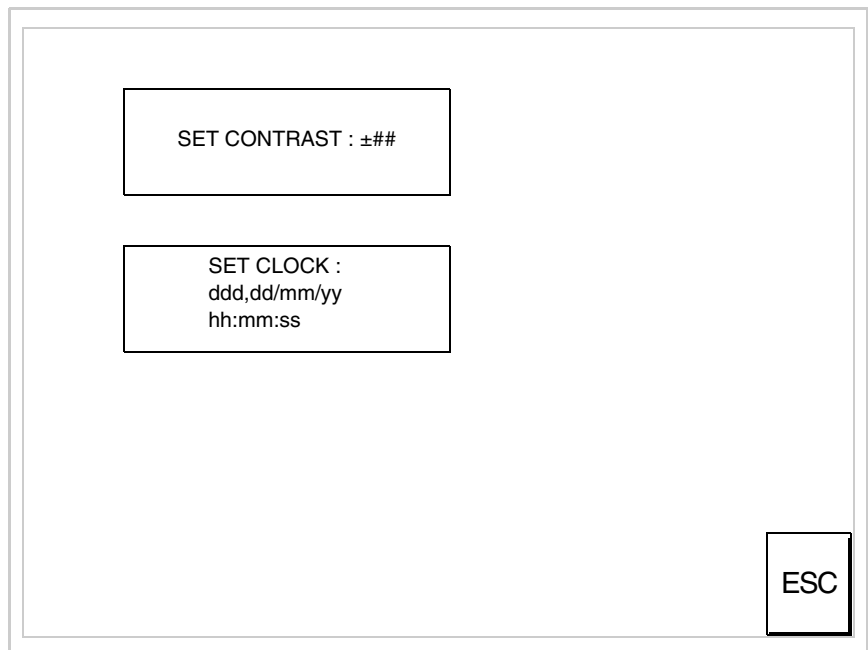 SET CONTRAST : ±##
SET CLOCK :
ddd,dd/mm/yy
hh:mm:ss
ESC